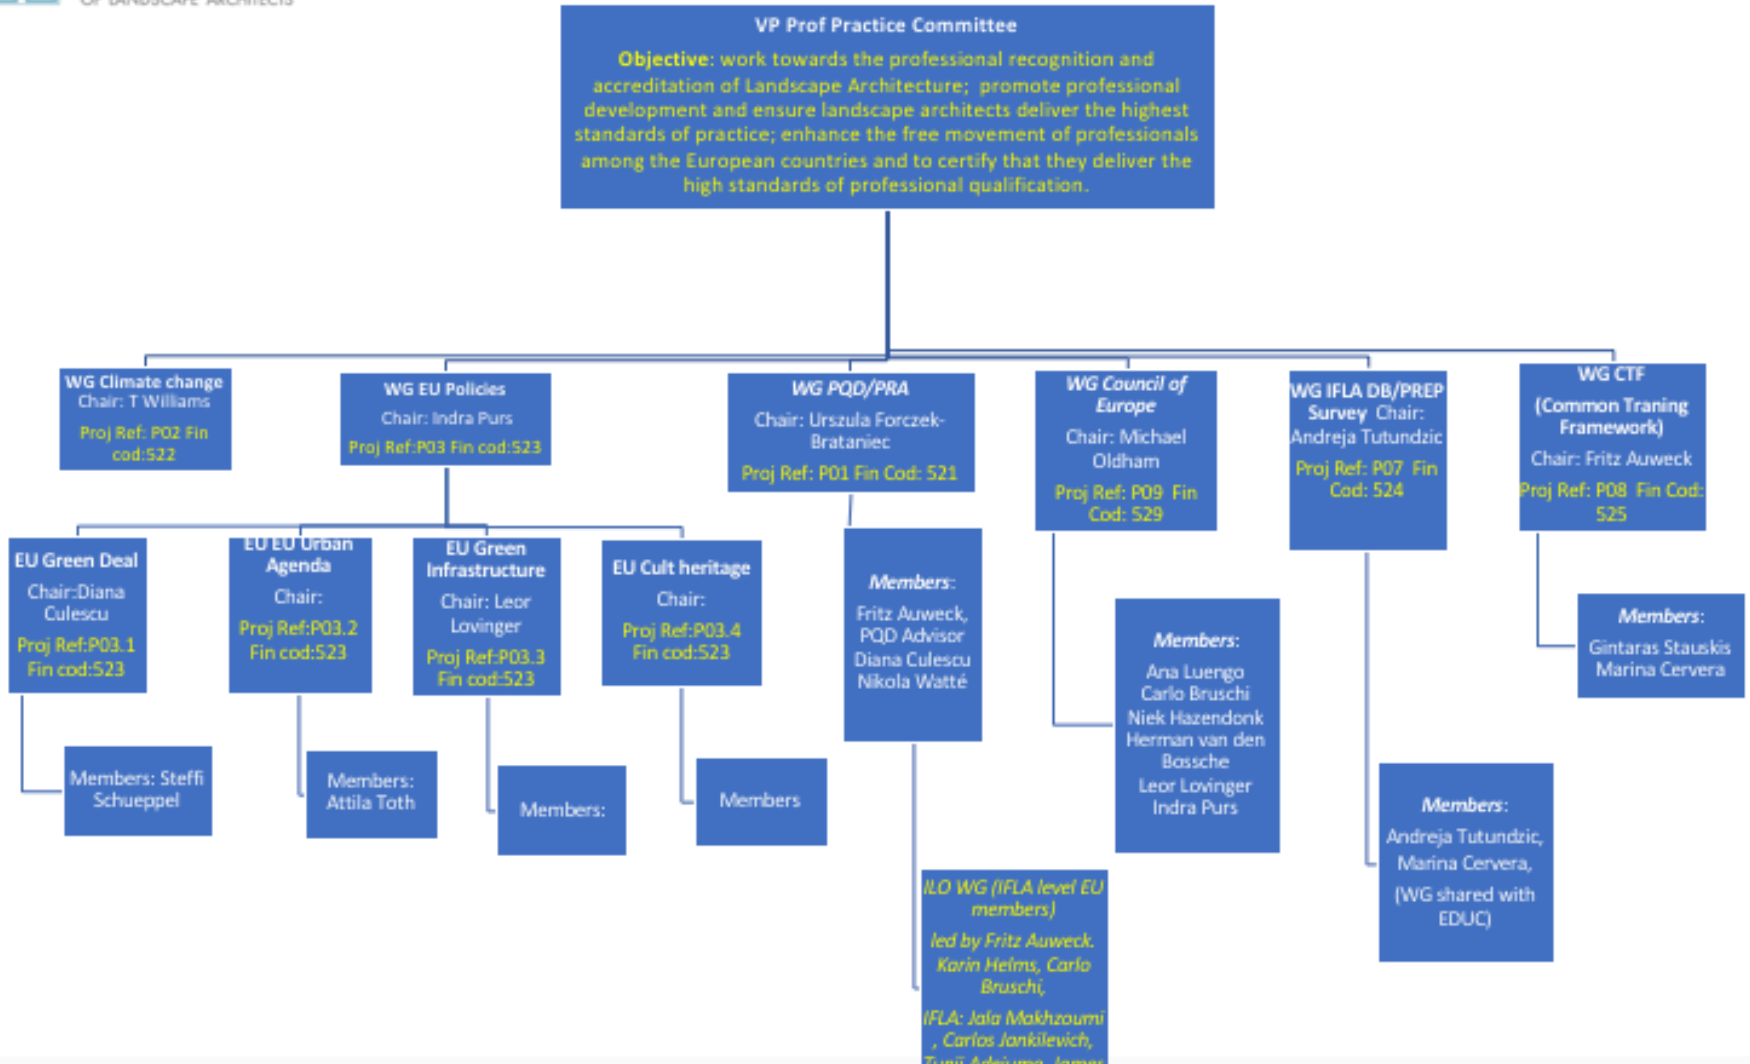 OF LANDSCAPE ARCHITECTS
VP Prof Practice Committee
Objective: work towards the professional recognition and
accreditation of Landscape Architecture;  promote professional
development and ensure landscape architects deliver the highest
standards of practice; enhance the free movement of professionals
among the European countries and to certify that they deliver the
high standards of professional qualification.
WG Climate change
Chair: T Williams
Proj Ref: P02 Fin
cod:522
WG EU Policies
Chair: Indra Purs
Proj Ref:P03 Fin cod:523
WG PQD/PRA
Chair: Urszula Forczek-
Brataniec
Proj Ref: P01 Fin Cod: 521
WG Council of
Europe
Chair: Michael
Oldham
Proj Ref: P09  Fin
Cod: 529
WG IFLA DB/PREP
Survey  Chair:
Andreja Tutundzic
Proj Ref: P07  Fin
Cod: 524
WG CTF
(Common Traning
Framework)
Chair: Fritz Auweck
Proj Ref: P08  Fin Cod:
525
EU Green Deal
Chair:Diana
Culescu
Proj Ref:P03.1
Fin cod:523
EU EU Urban
Agenda
Chair:
Proj Ref:P03.2
Fin cod:523
EU Green
Infrastructure
Chair: Leor
Lovinger
Proj Ref:P03.3
Fin cod:523
EU Cult heritage
Chair:
Proj Ref:P03.4
Fin cod:523
Members:
Fritz Auweck,
PQD Advisor
Diana Culescu
Nikola Watté
Members:
Ana Luengo
Carlo Bruschi
Niek Hazendonk
Herman van den
Bossche
Leor Lovinger
Indra Purs
Members:
Gintaras Stauskis
Marina Cervera
Members: Steffi
Schueppel
Members:
Attila Toth
Members:
Members
Members:
Andreja Tutundzic,
Marina Cervera,
(WG shared with
EDUC)
ILO WG (IFLA level EU
members)
led by Fritz Auweck.
Karin Helms, Carlo
Bruschi,
IFLA: Jala Makhzoumi
, Carlos Jankilevich,
Tunji Adejumo, James